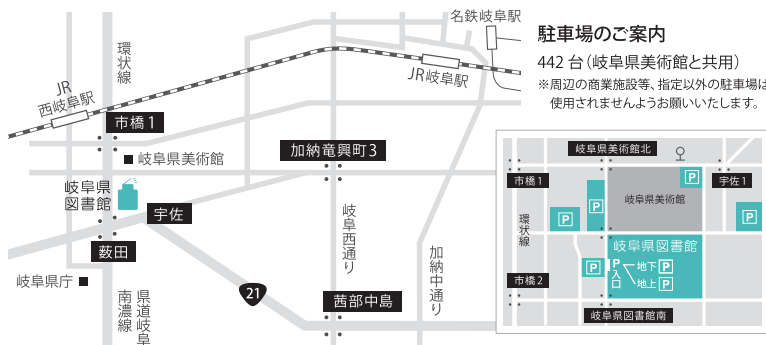 名鉄岐阜駅
駐車場のご案内
442 台（岐阜県美術館と共用）
※周辺の商業施設等、指定以外の駐車場は
使用されませんようお願いいたします。
環状線
JR岐阜駅
JR
西岐阜駅
市橋1
岐阜県美術館
加納竜興町3
岐阜県
図書館
宇佐
薮田
岐阜県庁
県道岐阜
南濃線
21
岐阜西通り
加納中通り
茜部中島
岐阜県美術館北
P
市橋1
宇佐1
P
岐阜県美術館
P
P
環状線
岐阜県図書館
P
P
入口
地下 P
地上 P
市橋2
岐阜県図書館南